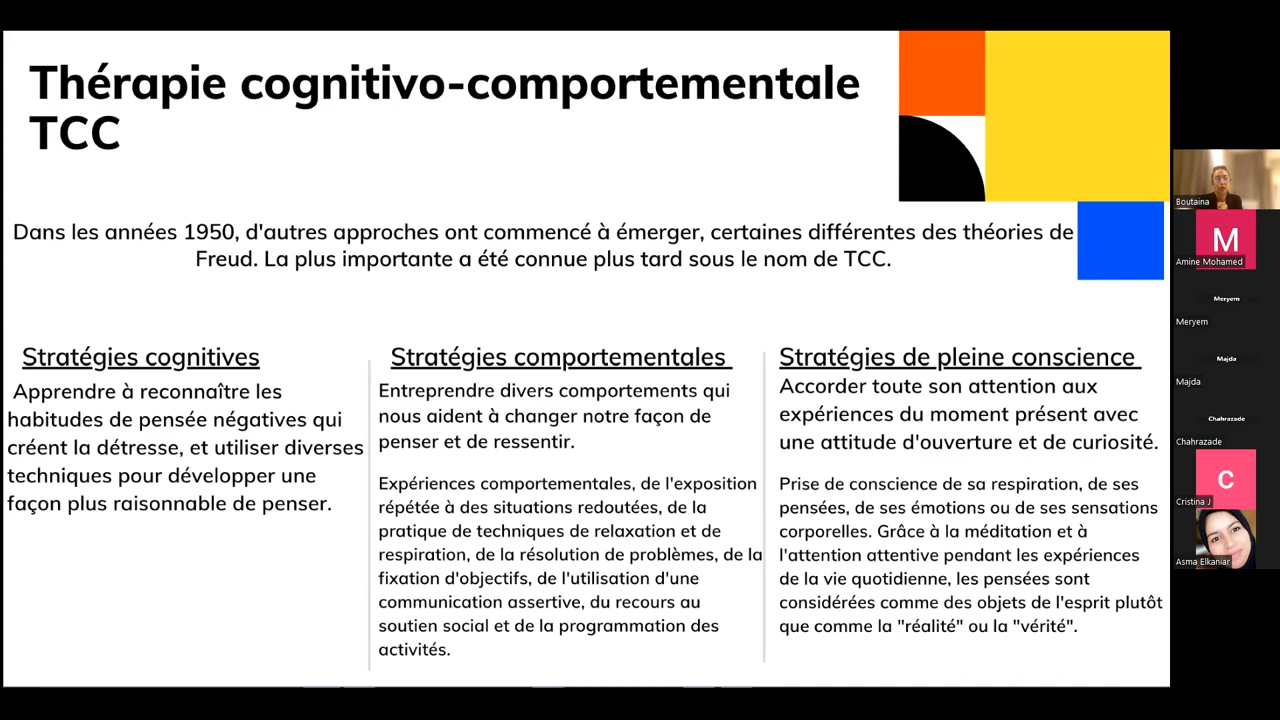 Thérapie cognitivo-comportementale
TCC
Dans les années 1950, d'autres approches ont commencé à émerger, certaines différentes des théories de
Freud. La plus importante a été connue plus tard sous le nom de TCC.
Stratégies cognitives
Apprendre à reconnaître les
habitudes de pensée négatives qui
créent la détresse, et utiliser diverses
techniques pour développer une
façon plus raisonnable de penser.
Stratégies comportementales
Entreprendre divers comportements qui
nous aident à changer notre façon de
penser et de ressentir.
Expériences comportementales, de l'exposition
répétée à des situations redoutées, de la
pratique de techniques de relaxation et de
respiration, de la résolution de problèmes, de la
fixation d'objectifs, de l'utilisation d'une
communication assertive, du recours au
soutien social et de la programmation des
activités.
Stratégies de pleine conscience
Accorder toute son attention aux
expériences du moment présent avec
une attitude d'ouverture et de curiosité.
Prise de conscience de sa respiration, de ses
pensées, de ses émotions ou de ses sensations
corporelles. Grâce à la méditation et à
l'attention attentive pendant les expériences
de la vie quotidienne, les pensées sont
considérées comme des objets de l'esprit plutôt
que comme la "réalité" ou la "vérité".
Boutaina
M
Amine Mohamed
Meryem
Meryem
Majda
Majda
Chahrazade
Chahrazade
C
Cristina J
Asma Elkaniar